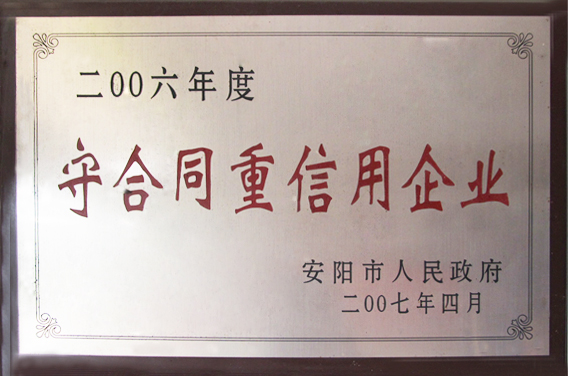 二00六年度
守合同重信用企业
安阳市人民政府
二00七年四月